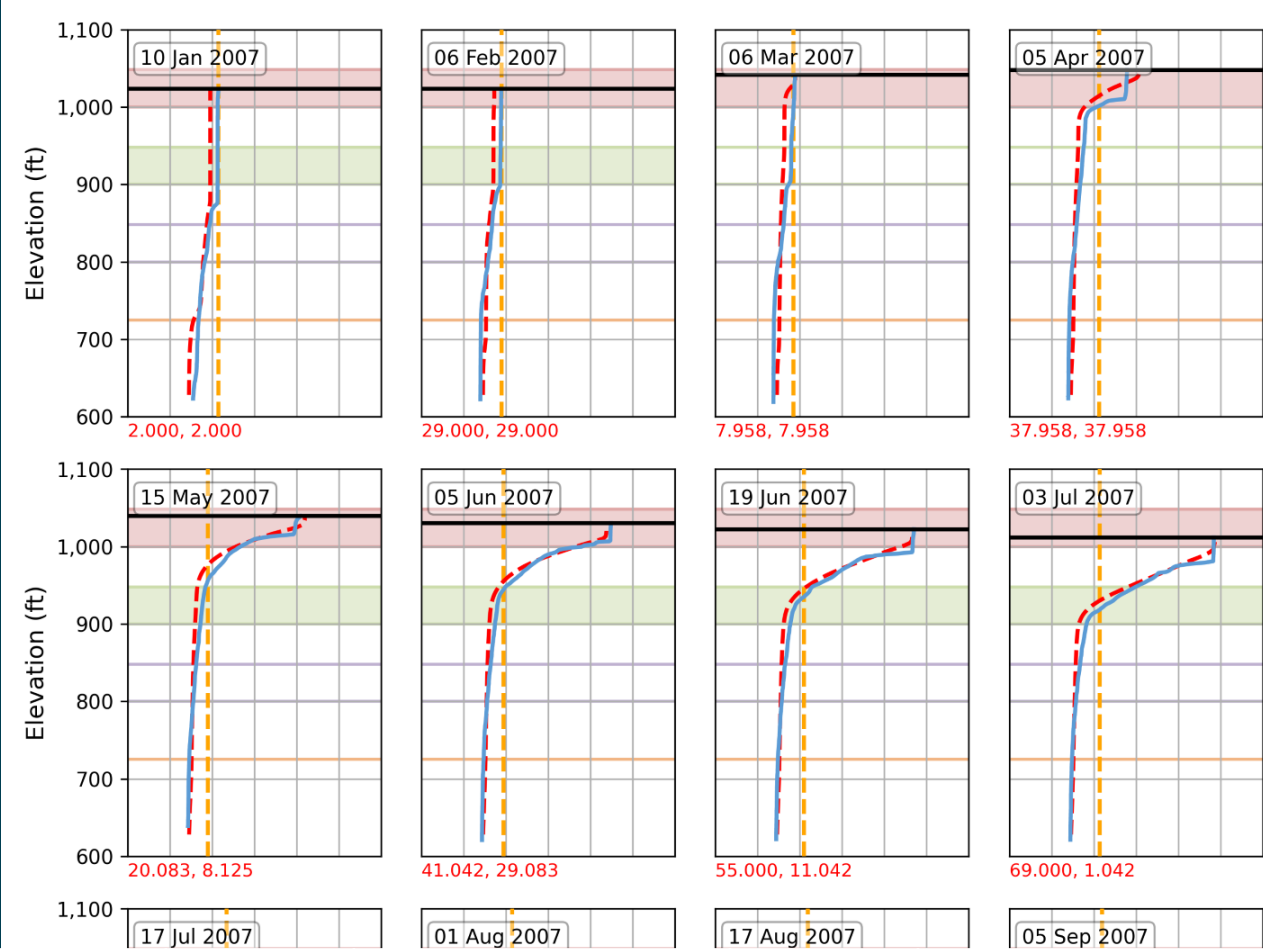 1,100
10 Jan 2007
06 Feb 2007
06 Mar 2007
05 Apr 2007
1,000
900
800
700
600
Elevation (ft)
2.000, 2.000
29.000, 29.000
7.958, 7.958
37.958, 37.958
1,100
15 May 2007
05 Jun 2007
19 Jun 2007
03 Jul 2007
1,000
900
800
700
600
Elevation (ft)
20.083, 8.125
41.042, 29.083
55.000, 11.042
69.000, 1.042
1,100
17 Jul 2007
01 Aug 2007
17 Aug 2007
05 Sep 2007